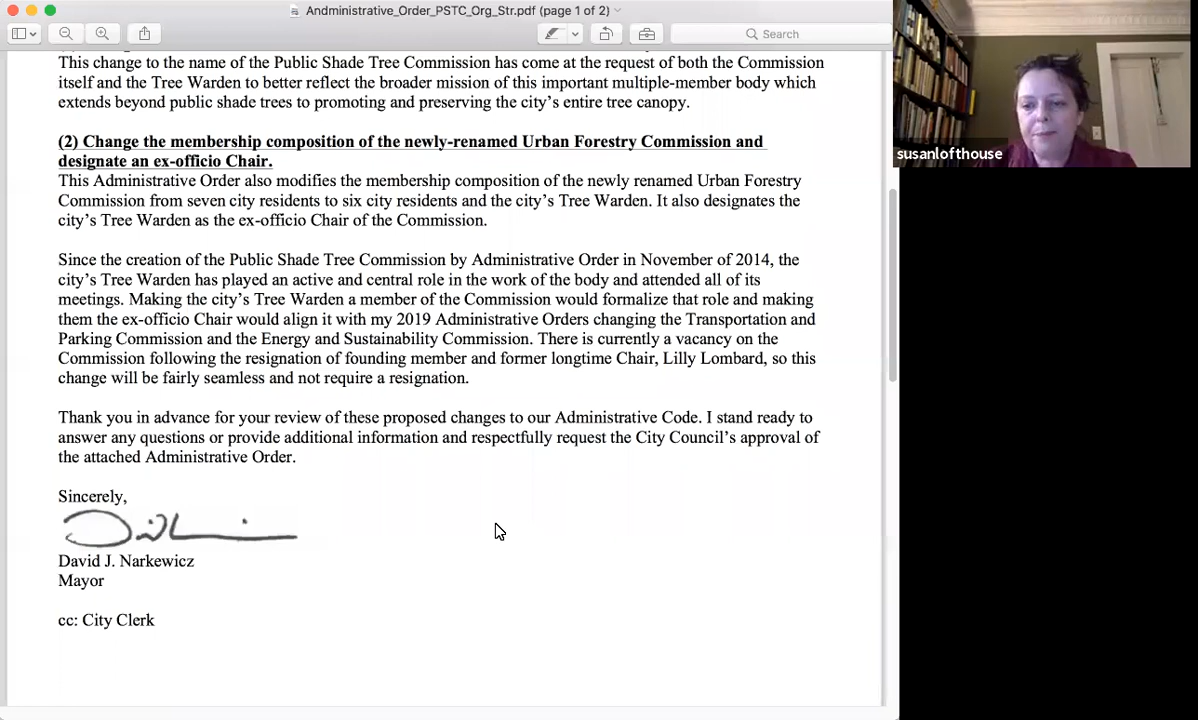 Andministrative_Order_PSTC_Org_Str.pdf (page 1 of 2)
Search
This change to the name of the Public Shade Tree Commission has come at the request of both the Commission
itself and the Tree Warden to better reflect the broader mission of this important multiple-member body which
extends beyond public shade trees to promoting and preserving the city's entire tree canopy.
(2) Change the membership composition of the newly-renamed Urban Forestry Commission and
designate an ex-officio Chair.
This Administrative Order also modifies the membership composition of the newly renamed Urban Forestry
Commission from seven city residents to six city residents and the city's Tree Warden. It also designates the
city's Tree Warden as the ex-officio Chair of the Commission.
Since the creation of the Public Shade Tree Commission by Administrative Order in November of 2014, the
city's Tree Warden has played an active and central role in the work of the body and attended all of its
meetings. Making the city's Tree Warden a member of the Commission would formalize that role and making
them the ex-officio Chair would align it with my 2019 Administrative Orders changing the Transportation and
Parking Commission and the Energy and Sustainability Commission. There is currently a vacancy on the
Commission following the resignation of founding member and former longtime Chair, Lilly Lombard, so this
change will be fairly seamless and not require a resignation.
Thank you in advance for your review of these proposed changes to our Administrative Code. I stand ready to
answer any questions or provide additional information and respectfully request the City Council's approval of
the attached Administrative Order.
Sincerely,
David J. Narkewicz
Mayor
cc: City Clerk
susanlofthouse